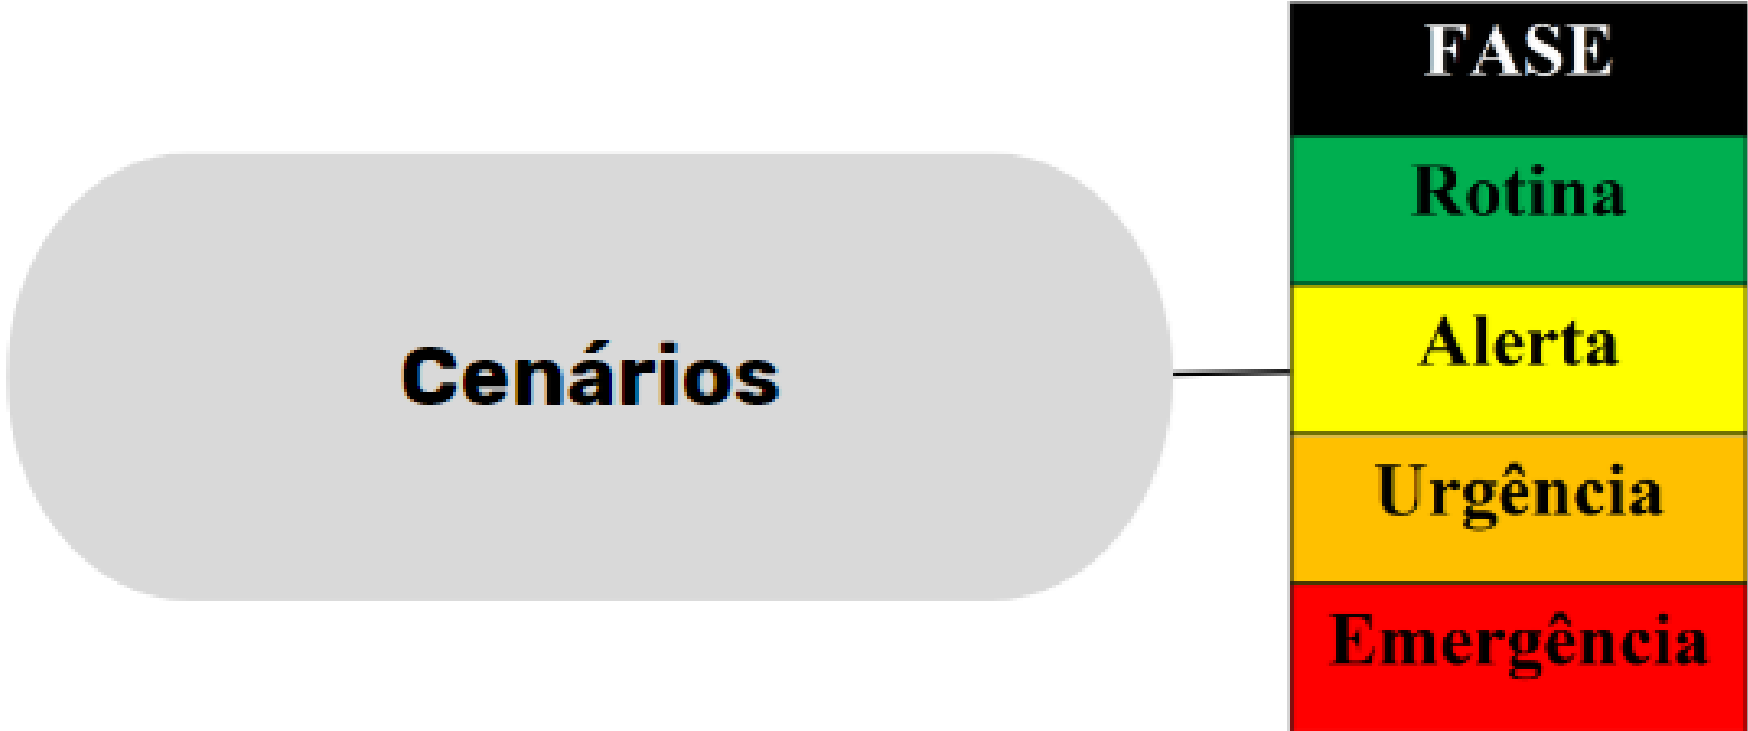 Cenários
FASE
Rotina
Alerta
Urgência
Emergência